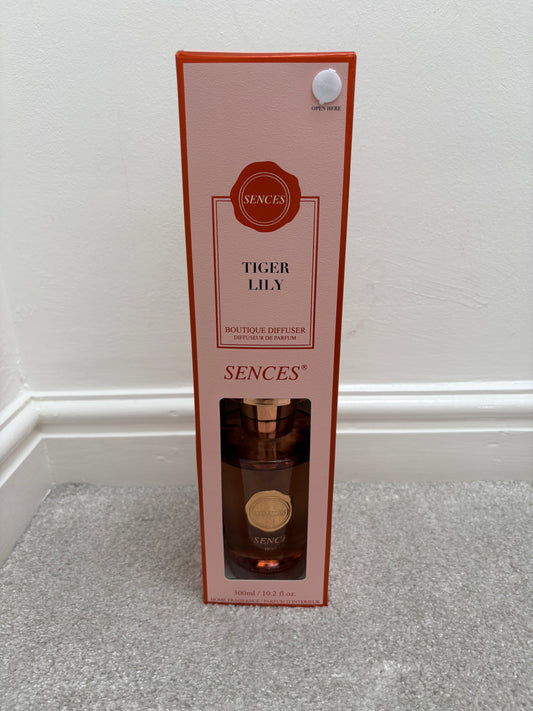 OPEN HERE
SENCES
TIGER
LILY
BOUTIQUE DIFFUSER
DIFFUSEUR DE PARFUM
SENCES®
SENCE
300ml / 10.2 fl oz.
HOME FRAGRANCE / PARFUM D'INTERIEUR